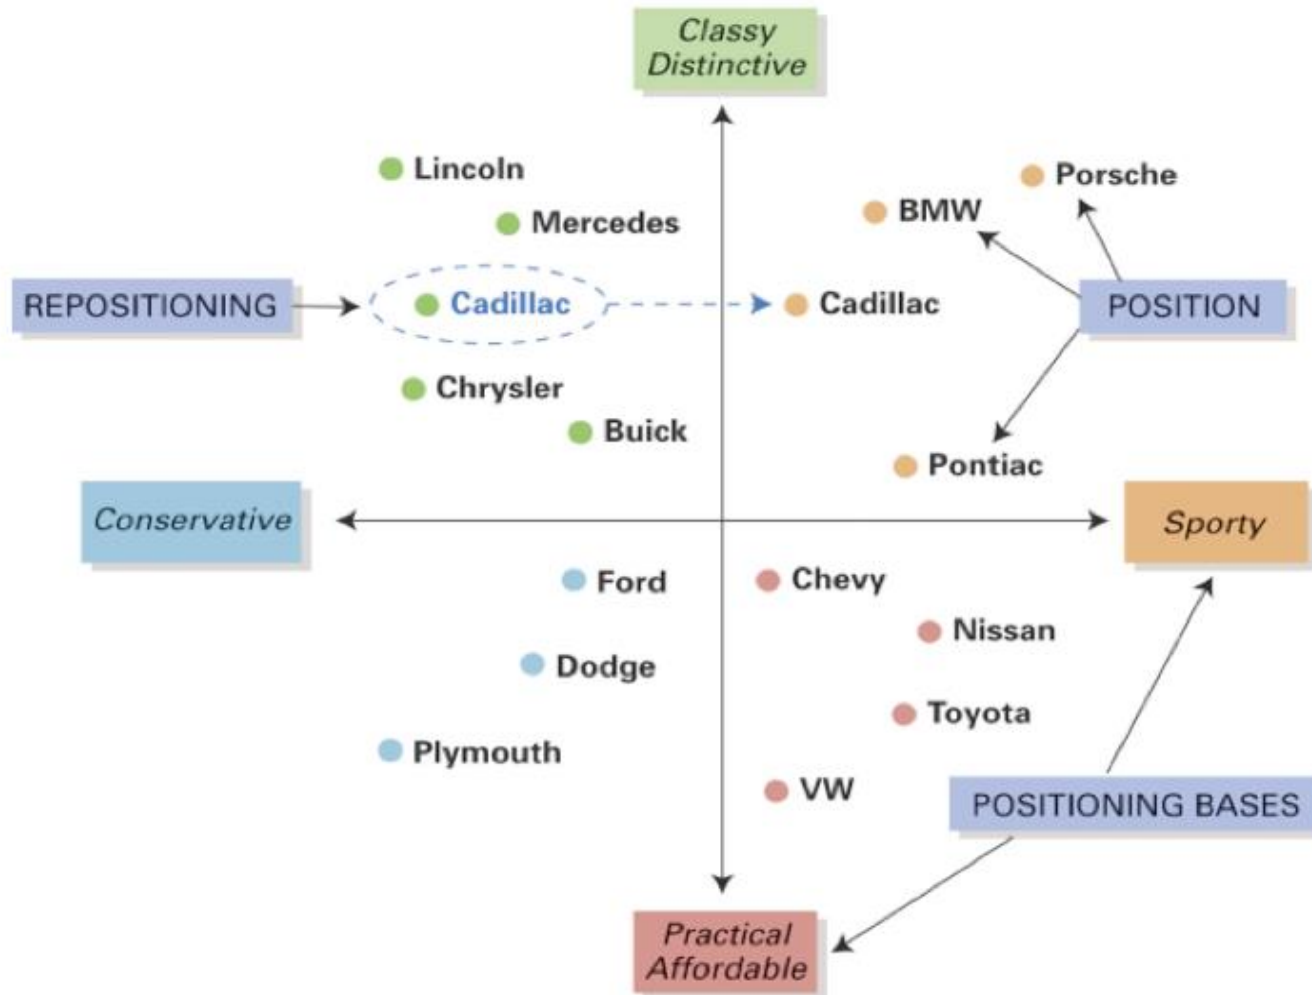 Classy
Distinctive
Lincoln
Porsche
Mercedes
BMW
REPOSITIONING
Cadillac
Cadillac
POSITION
Chrysler
Buick
Pontiac
Conservative
Sporty
Ford
Chevy
Nissan
Dodge
Toyota
Plymouth
VW
POSITIONING BASES
Practical
Affordable